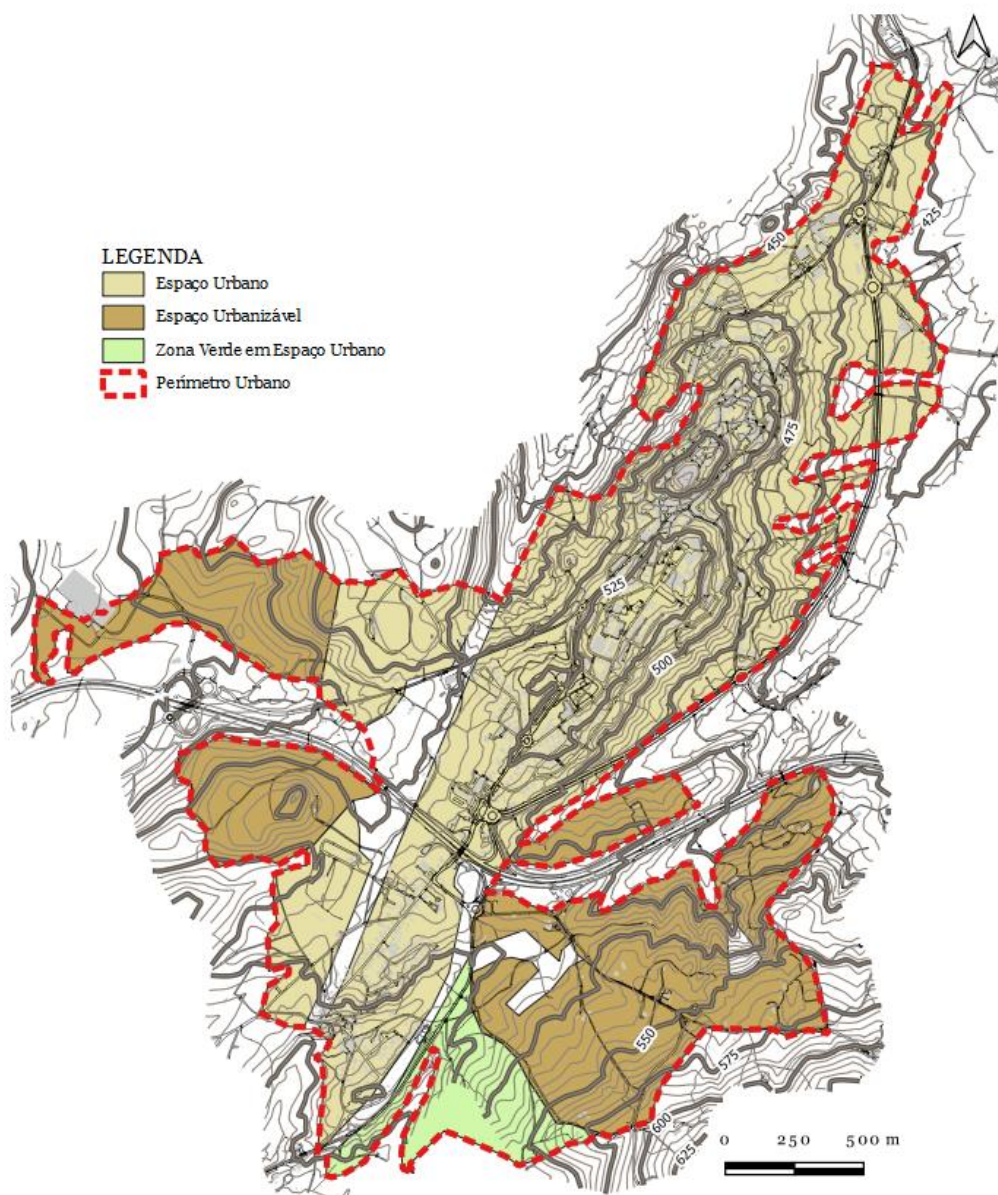 LEGENDA
Espaço Urbano
Espaço Urbanizável
Zona Verde em Espaço Urbano
Perímetro Urbano
425
450
475
525
500
550
575
600
625
0 250 500 m